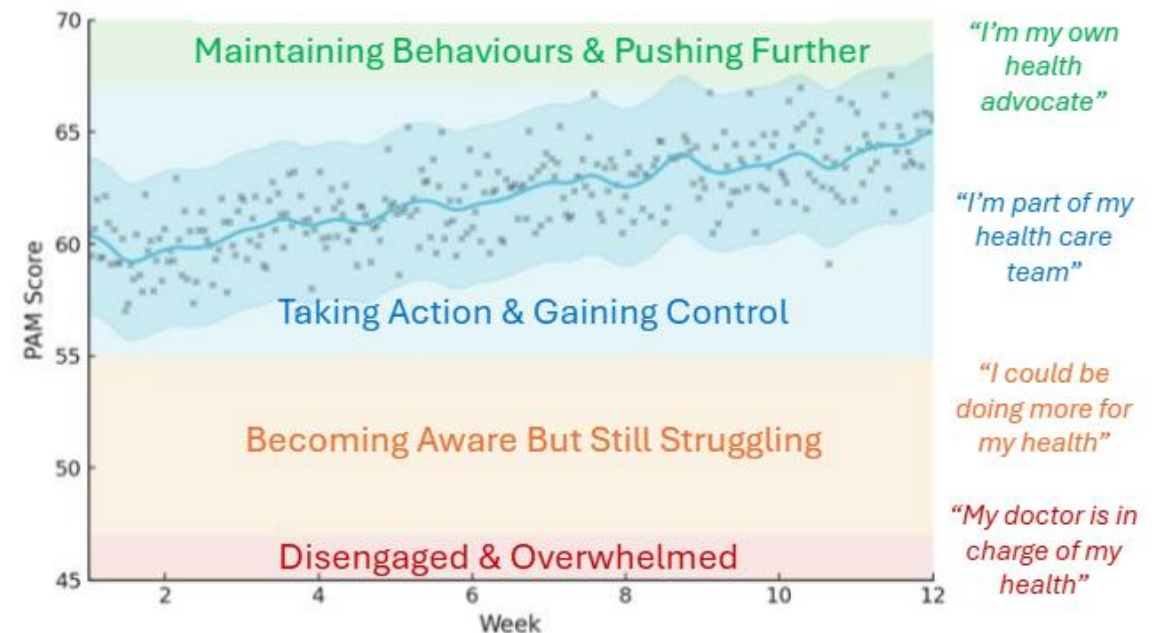 70
65
60
55
50
45
PAM Score
2
4
6
8
10
12
Week
Maintaining Behaviours & Pushing Further
Taking Action & Gaining Control
Becoming Aware But Still Struggling
Disengaged & Overwhelmed
“I’m my own
health
advocate”
“I’m part of my
health care
team”
“I could be
doing more for
my health”
“My doctor is in
charge of my
health”